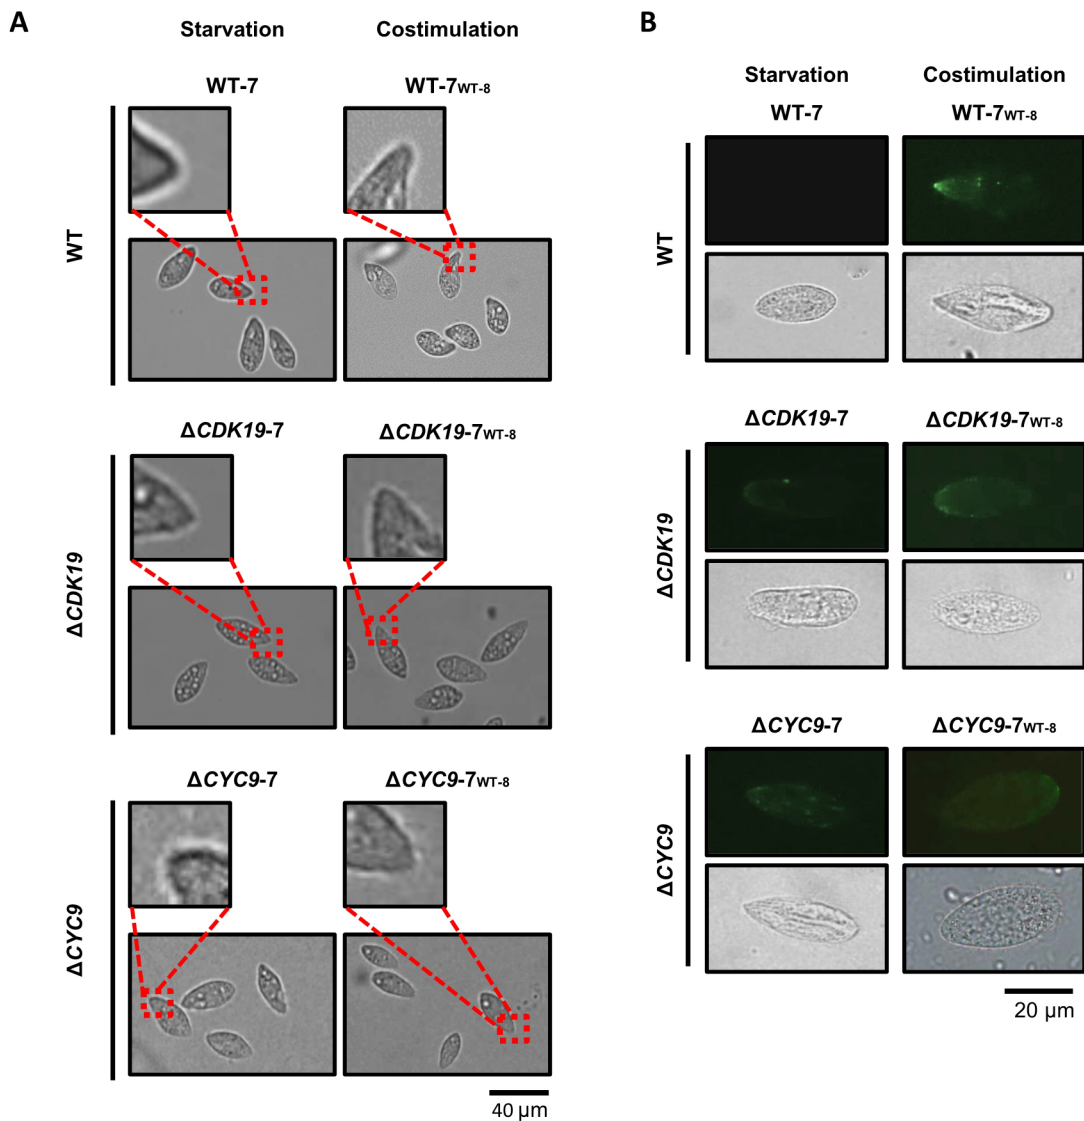 A
Starvation
Costimulation
WT-7
WT-7WT-8
WT
ΔCDK19-7
ΔCDK19-7WT-8
ΔCDK19
ΔCYC9-7
ΔCYC9-7WT-8
ΔCYC9
40 µm
B
Starvation
Costimulation
WT-7
WT-7WT-8
WT
ΔCDK19-7
ΔCDK19-7WT-8
ΔCDK19
ΔCYC9-7
ΔCYC9-7WT-8
ΔCYC9
20 µm